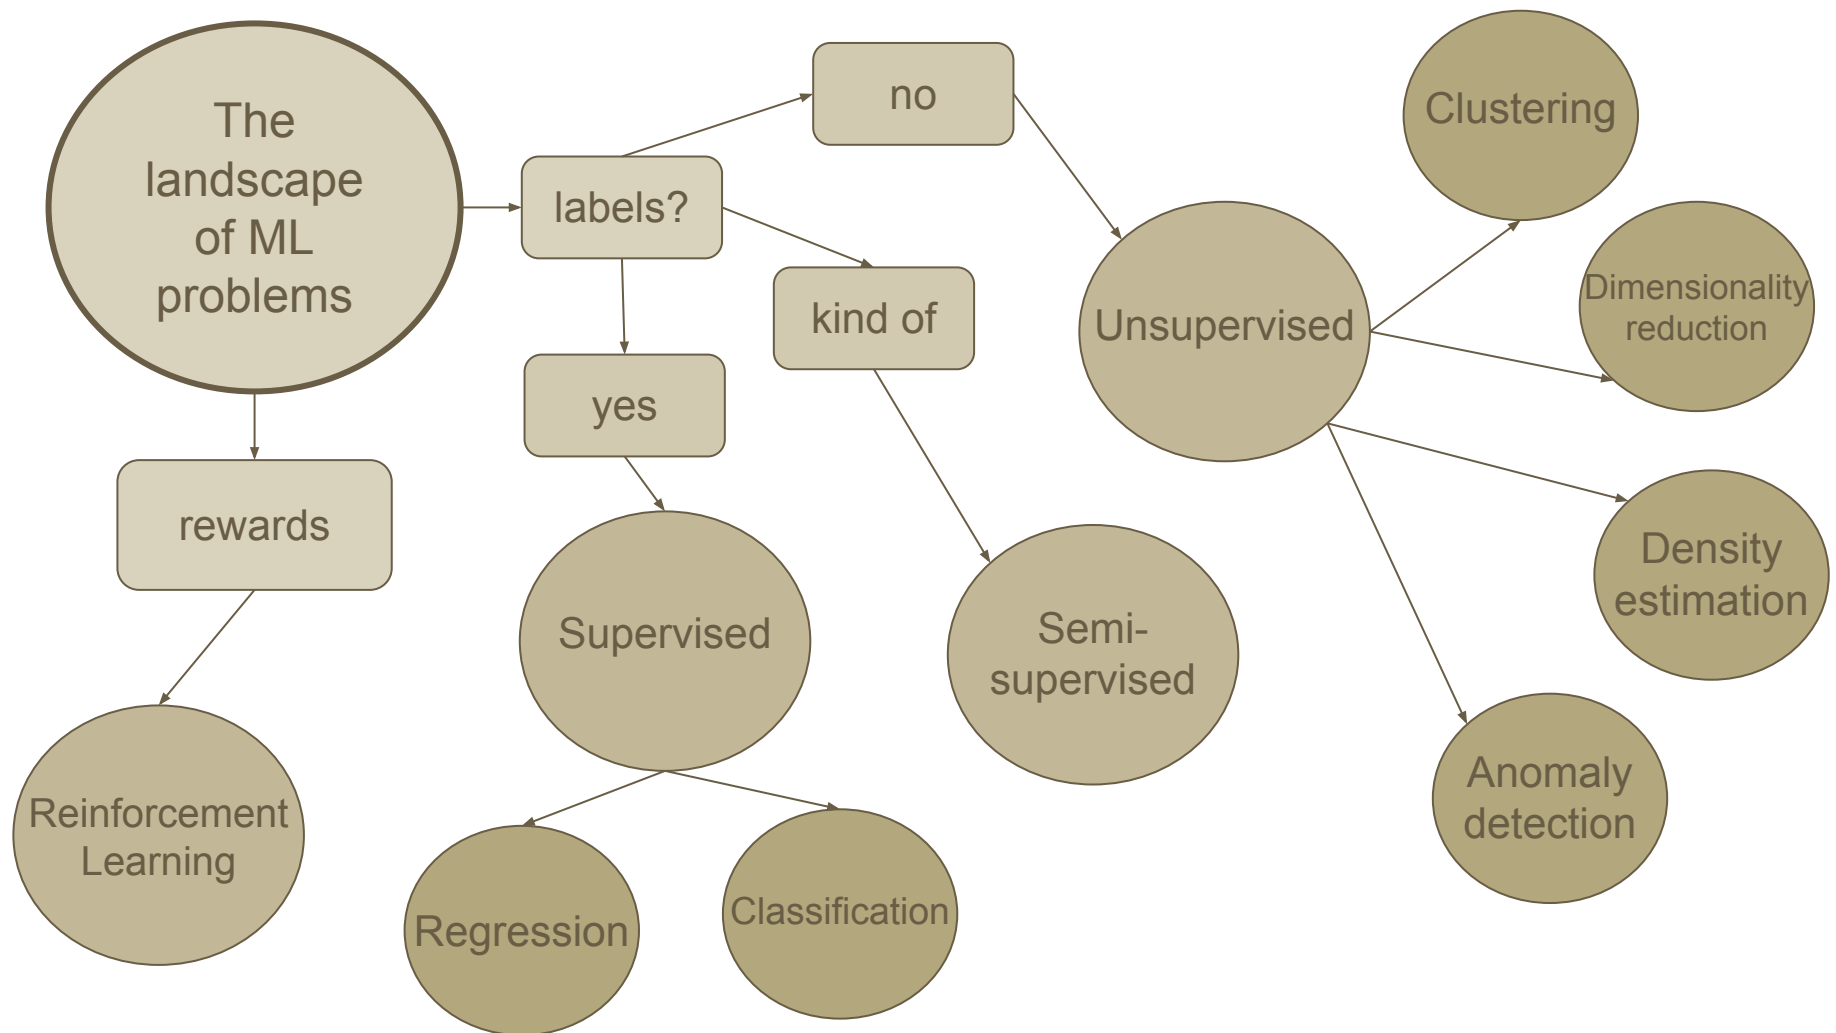 The
landscape
of ML
problems
labels?
no
kind of
yes
rewards
Unsupervised
Clustering
Dimensionality
reduction
Density
estimation
Anomaly
detection
Semi-
supervised
Supervised
Regression
Classification
Reinforcement
Learning